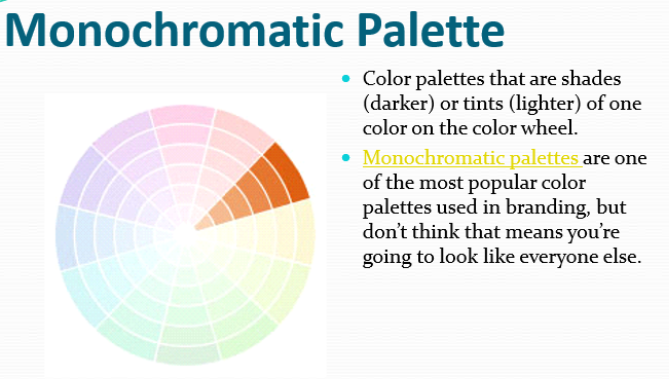 Monochromatic Palette
Color palettes that are shades
(darker) or tints (lighter) of one
color on the color wheel.
Monochromatic palettes are one
of the most popular color
palettes used in branding, but
don’t think that means you’re
going to look like everyone else.